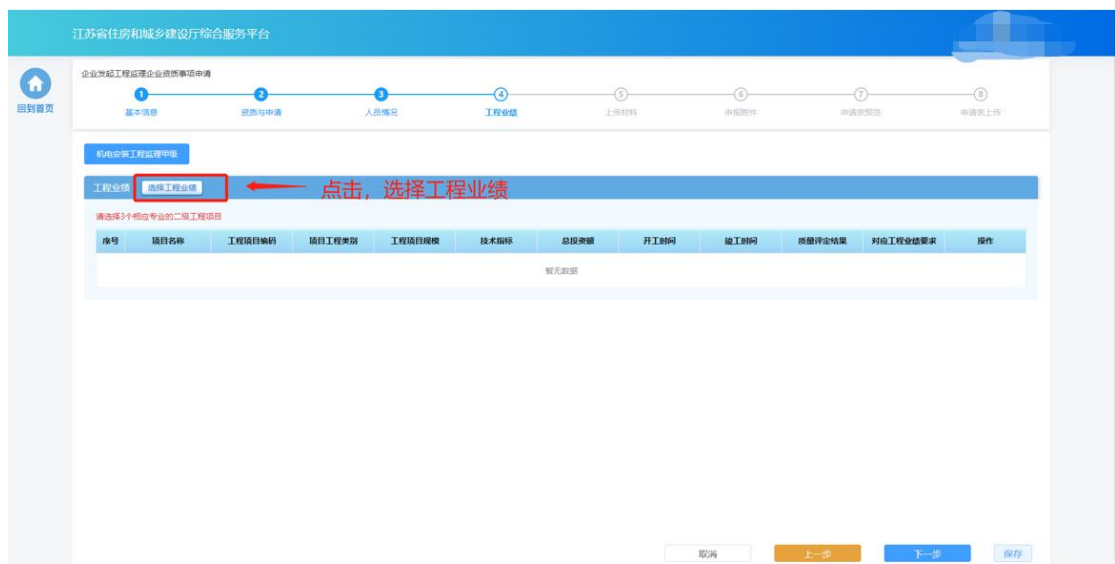 江苏省住房和城乡建设厅综合服务平台
回到首页
企业发起工程监理企业资质事项申请
1 2 3 4 5 6 7 8
基本信息 资质与申请 人员情况 工程业绩 上传材料 申报附件 申请表预览 申请表上传
机电安装工程监理甲级
工程业绩 选择工程业绩 点击，选择工程业绩
请选择3个相应专业的二级工程项目
序号 项目名称 工程项目编码 项目工程类别 工程项目规模 技术指标 总投资额 开工时间 竣工时间 质量评定结果 对应工程业绩要求 操作
暂无数据
取消 上一步 下一步 保存